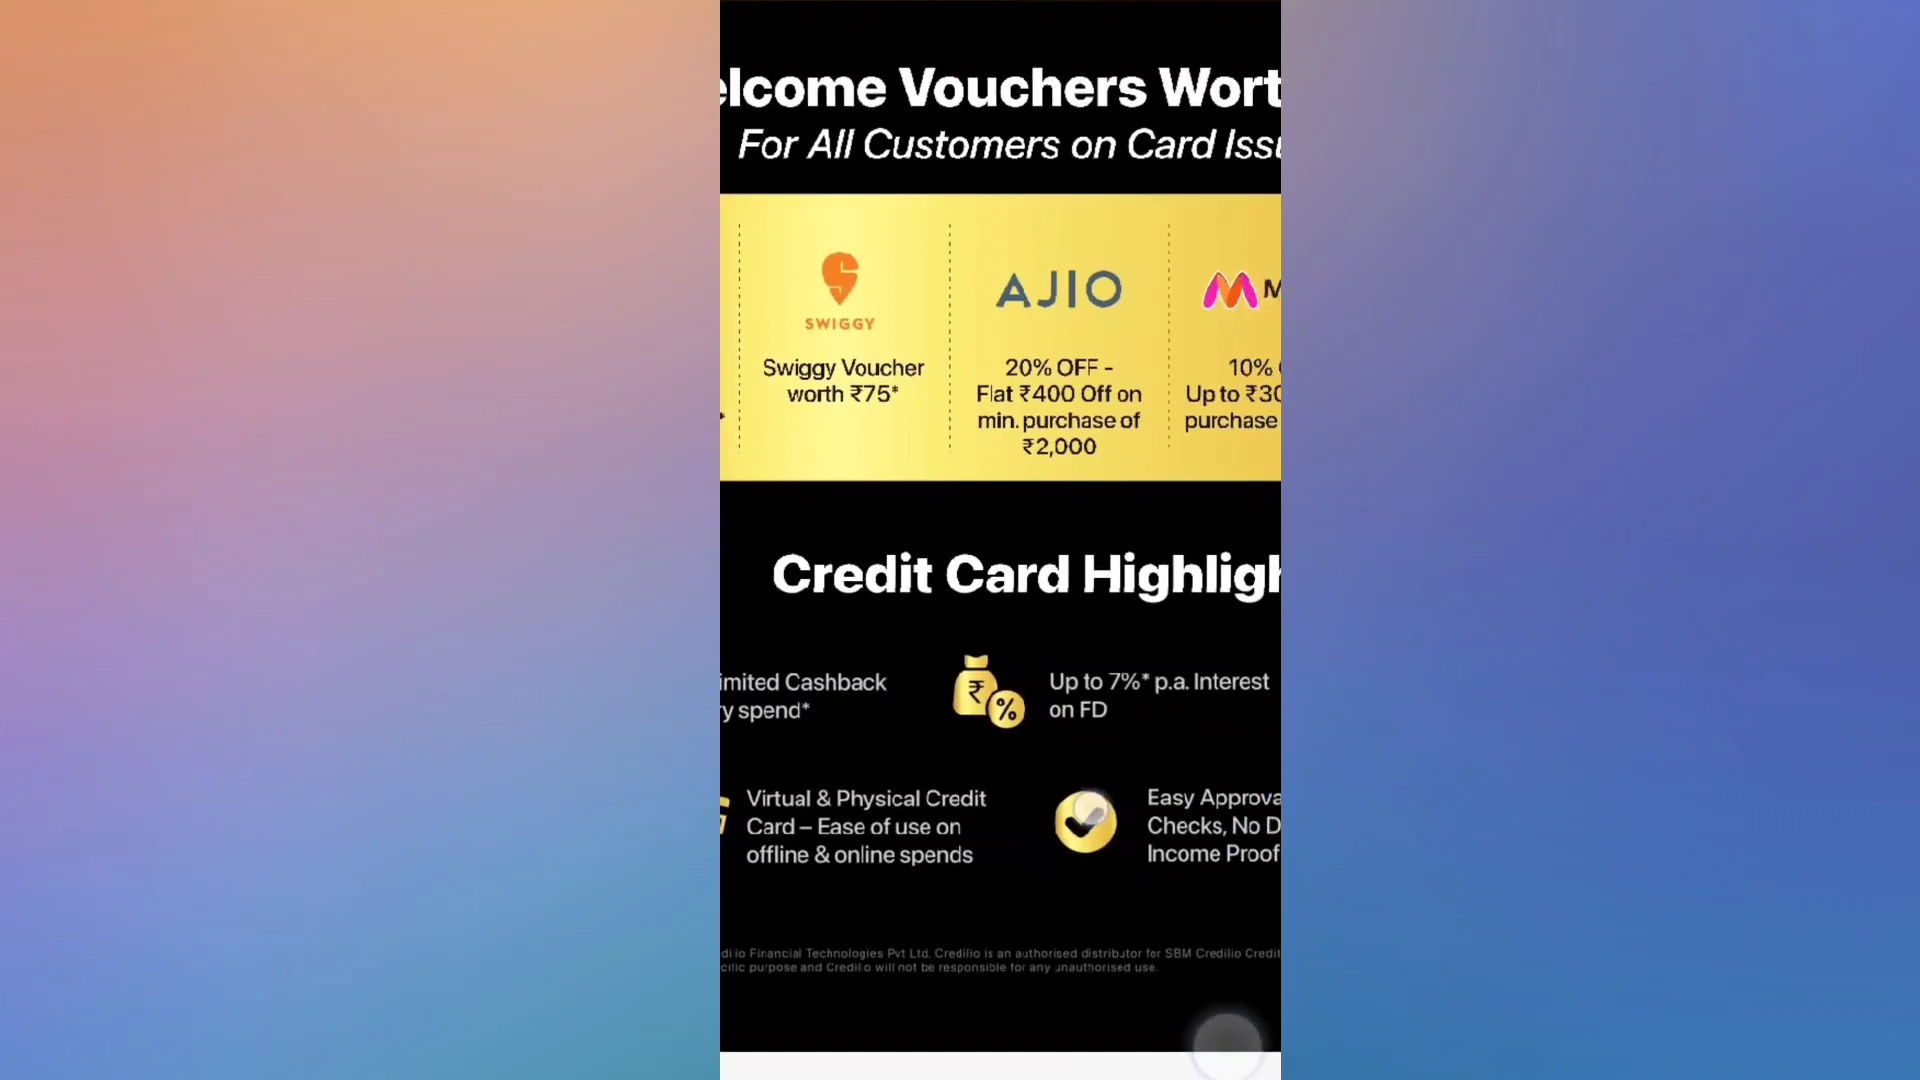 elcome Vouchers Wort
For All Customers on Card Issu
SWIGGY
Swiggy Voucher
worth ₹75*
AJIO
20% OFF -
Flat ₹400 Off on
min. purchase of
₹2,000
M
10%
Up to ₹30
purchase
*
Credit Card Highligh
imited Cashback
y spend*
₹ %
Up to 7%* p.a. Interest
on FD
Virtual & Physical Credit
Card – Ease of use on
offline & online spends
Easy Approva
Checks, No D
Income Proof
dilio Financial Technologies Pvt Ltd. Credilio is an authorised distributor for SBM Credilio Credit
cific purpose and Credilio will not be responsible for any unauthorised use.